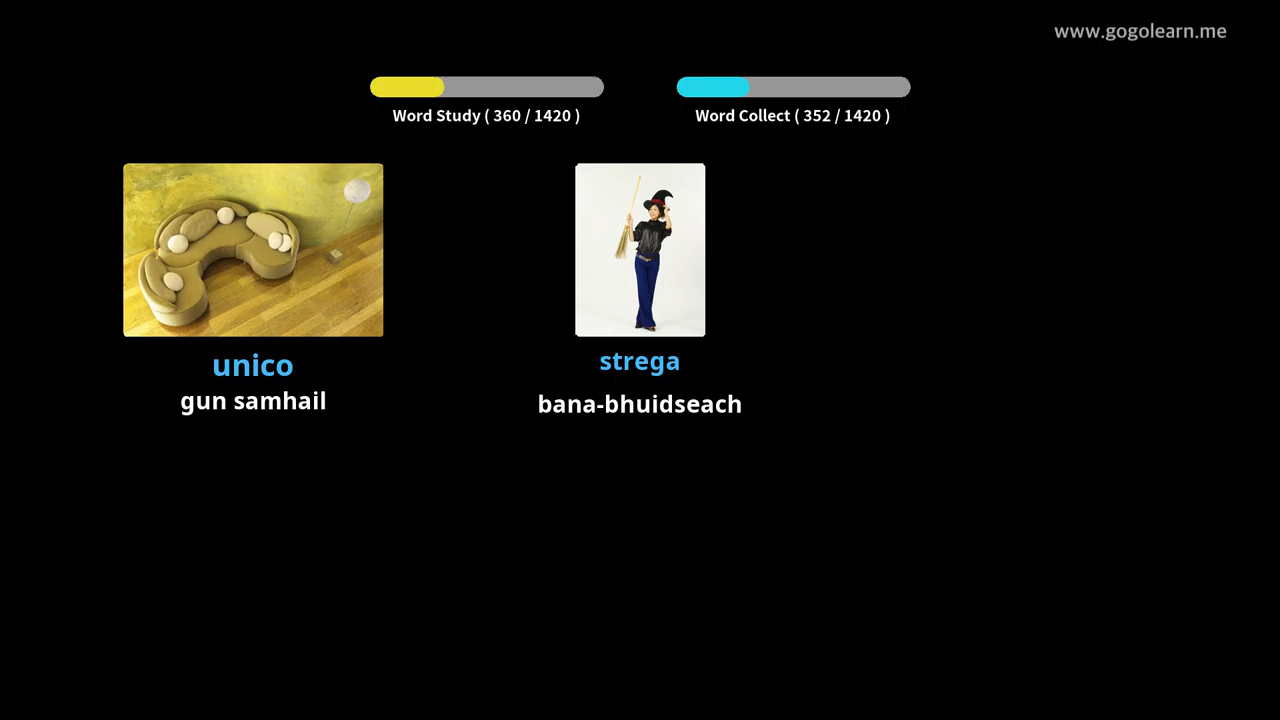 www.gogolearn.me
Word Study ( 360 / 1420 )
Word Collect ( 352 / 1420 )
unico
gun samhail
strega
bana-bhuidseach